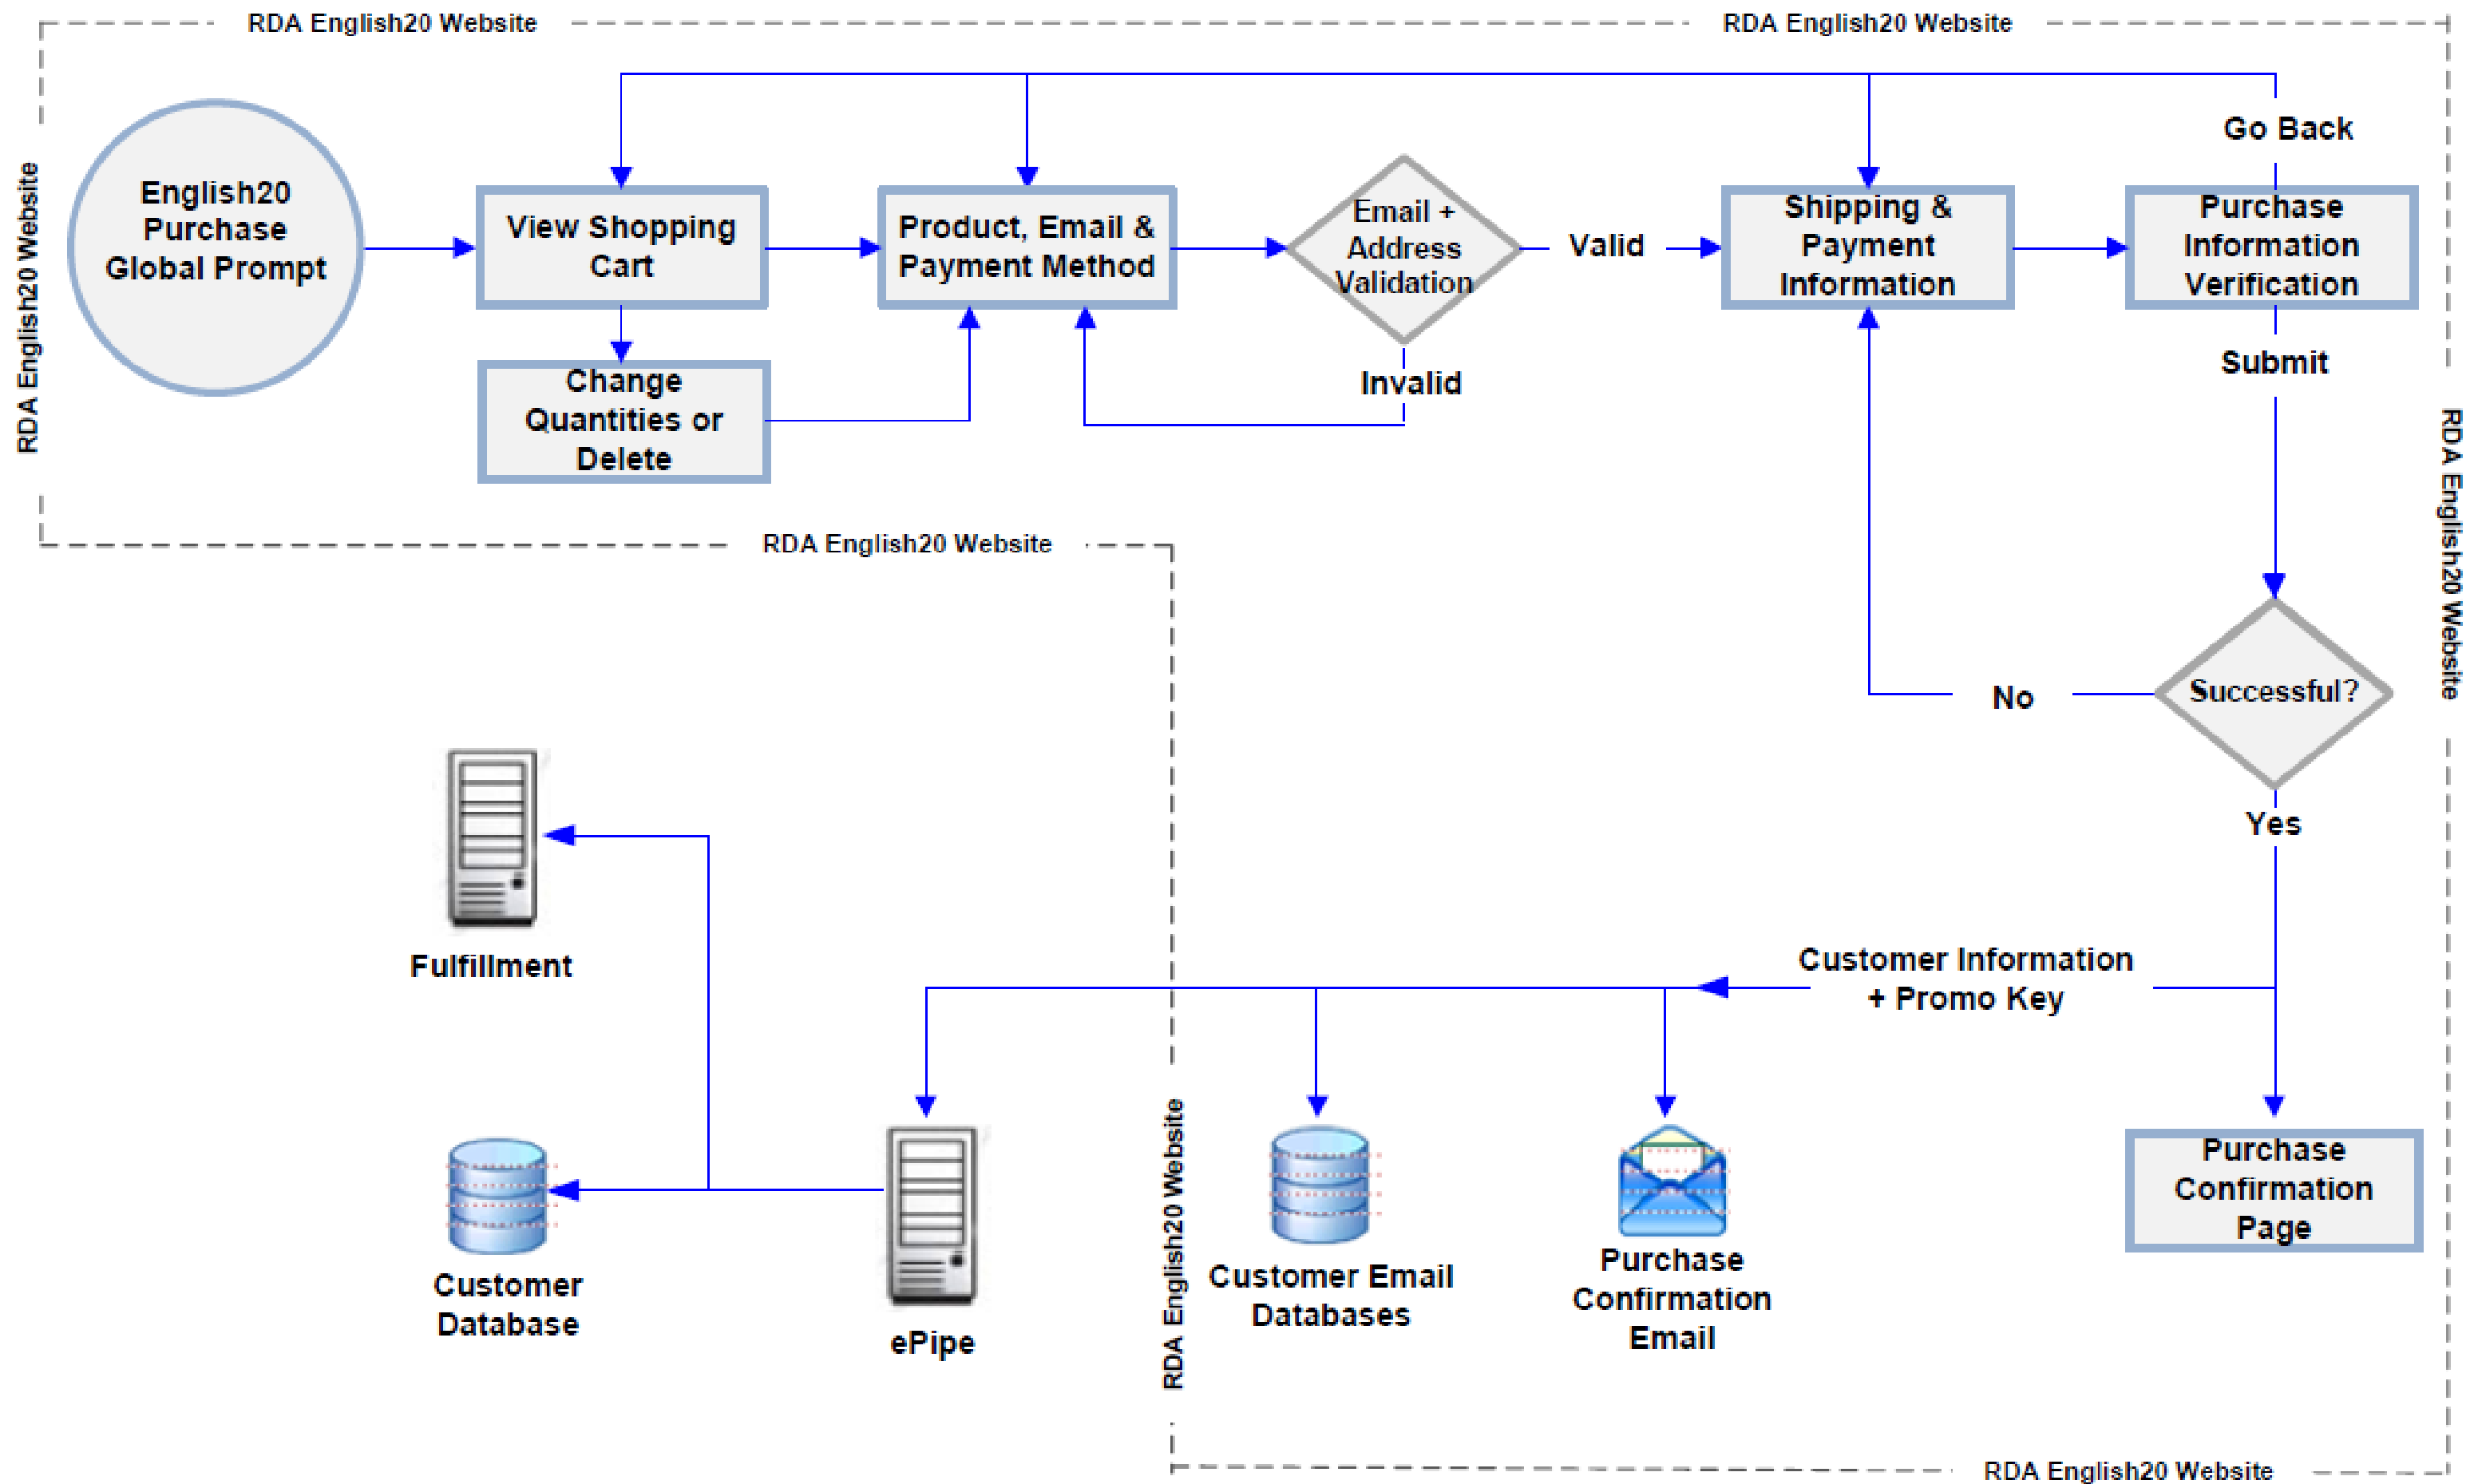 RDA English20 Website
RDA English20 Website
RDA English20 Website
English20
Purchase
Global Prompt
View Shopping
Cart
Product, Email &
Payment Method
Email +
Address
Validation
Valid
Shipping &
Payment
Information
Go Back
Purchase
Information
Verification
Submit
Change
Quantities or
Delete
Invalid
RDA English20 Website
RDA English20 Website
Successful?
No
Yes
Fulfillment
Customer Information
+ Promo Key
Customer
Database
ePipe
RDA English20 Website
Customer Email
Databases
Purchase
Confirmation
Email
Purchase
Confirmation
Page
RDA English20 Website